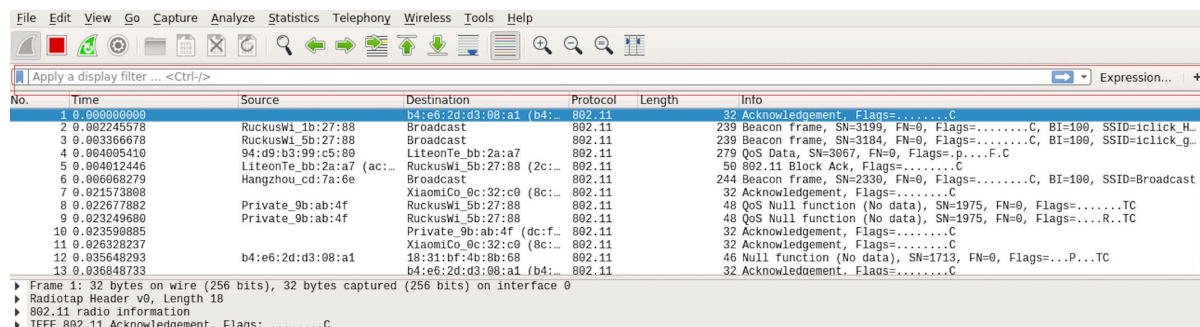 File Edit View Go Capture Analyze Statistics Telephony Wireless Tools Help
Apply a display filter ... <Ctrl-/> Expression... +
No. Time Source Destination Protocol Length Info
1 0.000000000 b4:e6:2d:d3:08:a1 (b4:… 802.11 32 Acknowledgement, Flags=........C
2 0.002245578 RuckusWi_1b:27:88 Broadcast 802.11 239 Beacon frame, SN=3199, FN=0, Flags=........C, BI=100, SSID=iclick_H…
3 0.003366678 RuckusWi_5b:27:88 Broadcast 802.11 239 Beacon frame, SN=3184, FN=0, Flags=........C, BI=100, SSID=iclick_g…
4 0.004005410 94:d9:b3:99:c5:80 LiteonTe_bb:2a:a7 802.11 279 QoS Data, SN=3067, FN=0, Flags=.p....F.C
5 0.004012446 LiteonTe_bb:2a:a7 (ac:… RuckusWi_5b:27:88 (2c:… 802.11 50 802.11 Block Ack, Flags=........C
6 0.006068279 Hangzhou_cd:7a:6e Broadcast 802.11 244 Beacon frame, SN=2330, FN=0, Flags=........C, BI=100, SSID=Broadcast
7 0.021573808 XiaomiCo_0c:32:c0 (8c:… 802.11 32 Acknowledgement, Flags=........C
8 0.022677882 Private_9b:ab:4f RuckusWi_5b:27:88 802.11 48 QoS Null function (No data), SN=1975, FN=0, Flags=.......TC
9 0.023249680 Private_9b:ab:4f RuckusWi_5b:27:88 802.11 48 QoS Null function (No data), SN=1975, FN=0, Flags=....R..TC
10 0.023590885 Private_9b:ab:4f (dc:f… 802.11 32 Acknowledgement, Flags=........C
11 0.026328237 XiaomiCo_0c:32:c0 (8c:… 802.11 32 Acknowledgement, Flags=........C
12 0.035648293 b4:e6:2d:d3:08:a1 18:31:bf:4b:8b:68 802.11 46 Null function (No data), SN=1713, FN=0, Flags=...P...TC
13 0.036848733 b4:e6:2d:d3:08:a1 (b4:… 802.11 32 Acknowledgement, Flags=........C
Frame 1: 32 bytes on wire (256 bits), 32 bytes captured (256 bits) on interface 0
Radiotap Header v0, Length 18
802.11 radio information
IEEE 802.11 Acknowledgement, Flags: ........C